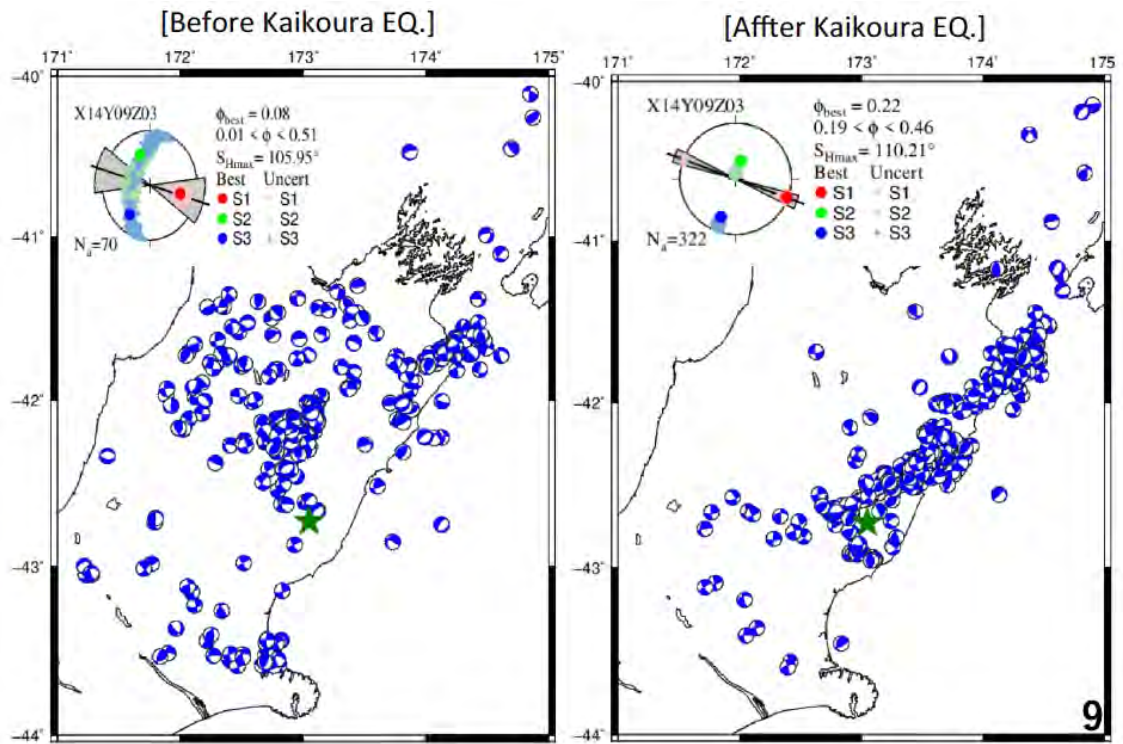 [Before Kaikoura EQ.]
171˚ 172˚ 173˚ 174˚ 175˚
−40˚
−41˚
−42˚
−43˚
−44˚
X14Y09Z03
ϕbest = 0.08
0.01 < ϕ < 0.51
SHmax= 105.95°
Best Uncert
S1 S1
S2 S2
S3 S3
Na=70
[Affter Kaikoura EQ.]
171˚ 172˚ 173˚ 174˚ 175
−40˚
−41˚
−42˚
−43˚
−44˚
X14Y09Z03
ϕbest = 0.22
0.19 < ϕ < 0.46
SHmax= 110.21°
Best Uncert
S1 S1
S2 S2
S3 S3
Na=322
9